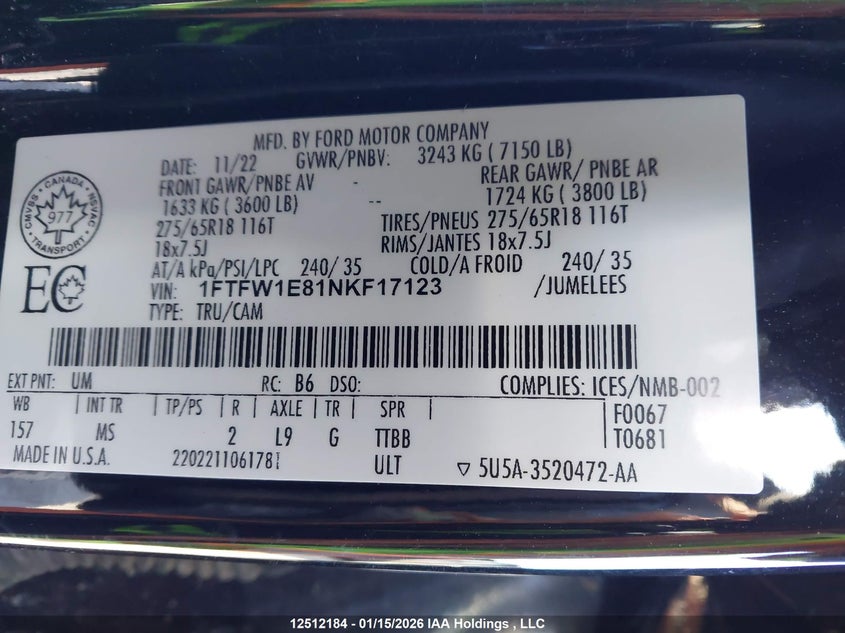 MFD. BY FORD MOTOR COMPANY
DATE: 11/22 GVWR/PNBV: 3243 KG ( 7150 LB)
FRONT GAWR/PNBE AV - REAR GAWR/ PNBE AR
1633 KG ( 3600 LB) -- 1724 KG ( 3800 LB)
275/65R18 116T TIRES/PNEUS 275/65R18 116T
18x7.5J RIMS/JANTES 18x7.5J
AT/A kPa/PSI/LPC 240/ 35 COLD/A FROID 240/ 35
VIN: 1FTFW1E81NKF17123 /JUMELEES
TYPE: TRU/CAM
CANADA
CMVSS NSVAC
977
TRANSPORT
EC
EXT PNT: UM RC: B6 DSO: COMPLIES: ICES/NMB-002
WB | INT TR | TP/PS | R | AXLE | TR | SPR | F0067
157 MS 2 L9 G TTBB T0681
MADE IN U.S.A. 220221106178 ULT ▽ 5U5A-3520472-AA
12512184 - 01/15/2026 IAA Holdings , LLC